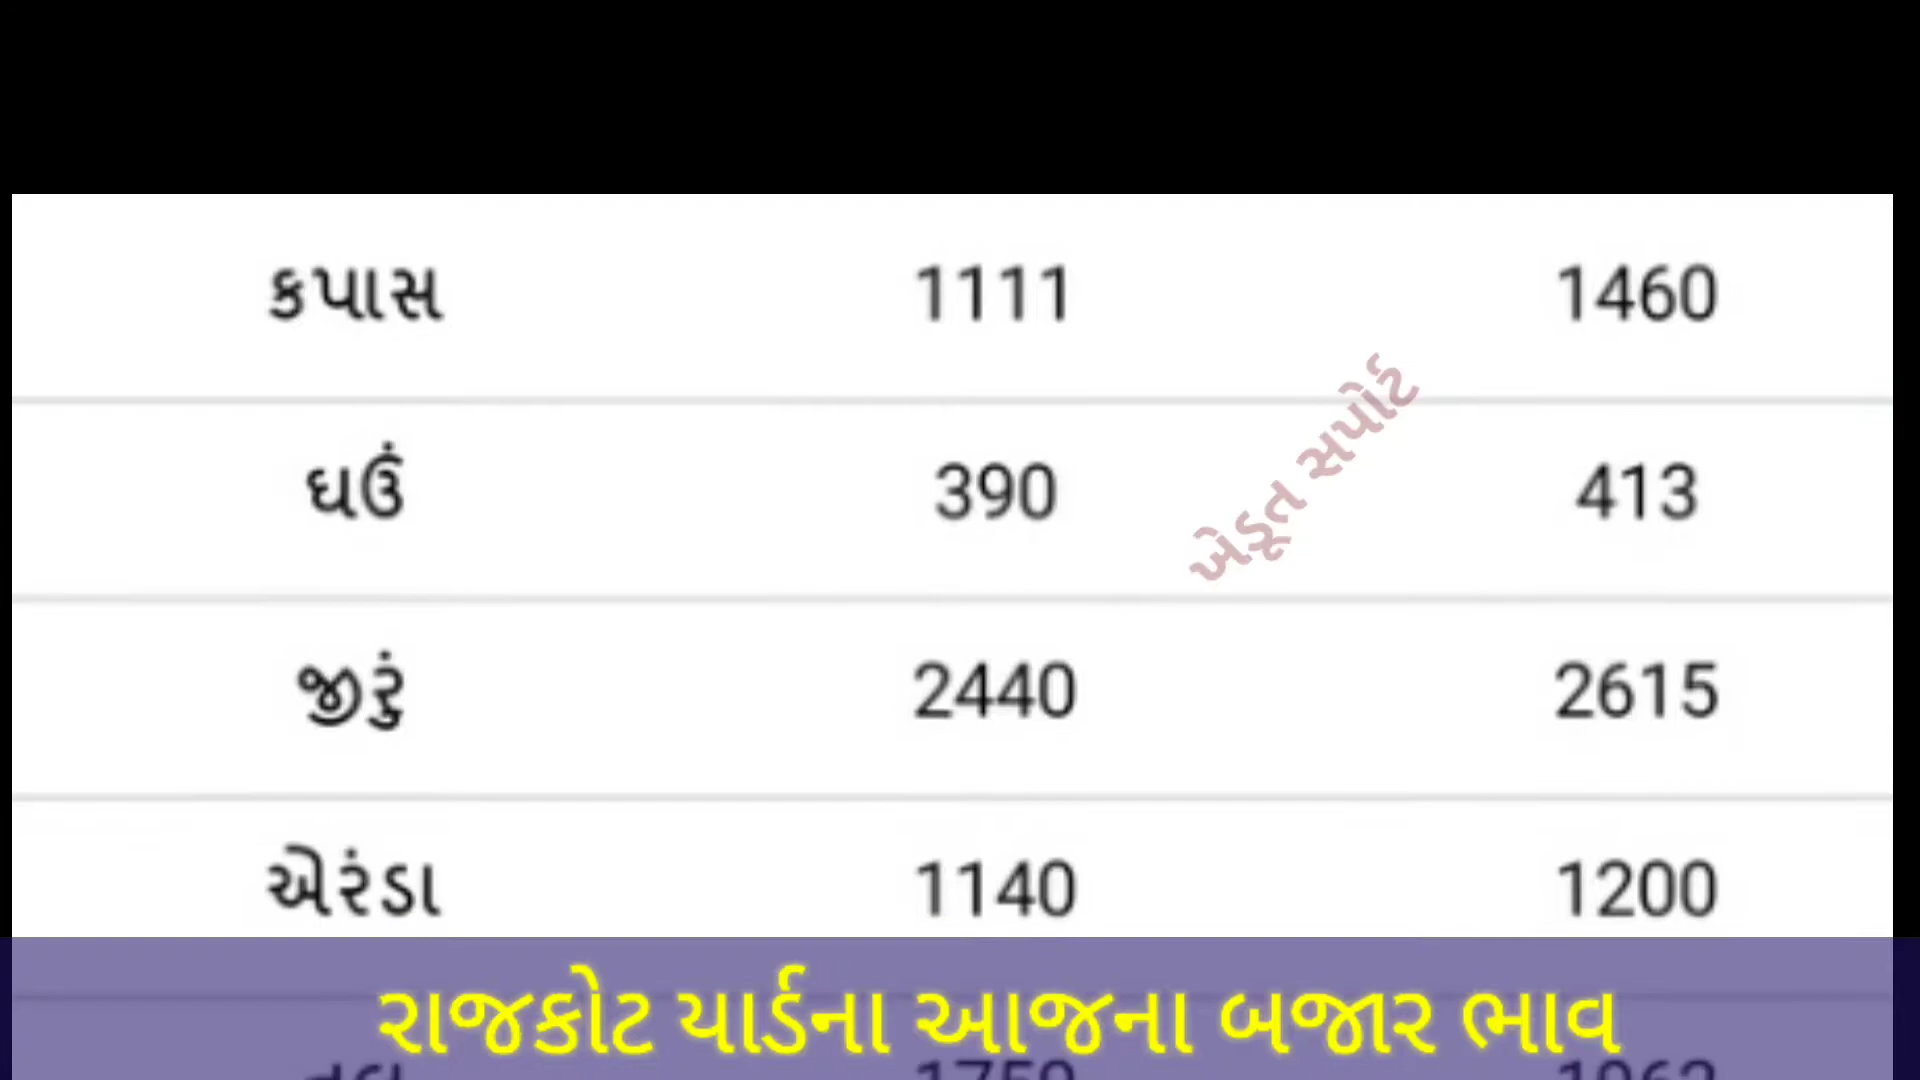 કપાસ 1111 1460
ખેડૂત સપોર્ટ
ઘઉં 390 413
જીરું 2440 2615
એરંડા 1140 1200
રાજકોટ યાર્ડના આજના બજાર ભાવ